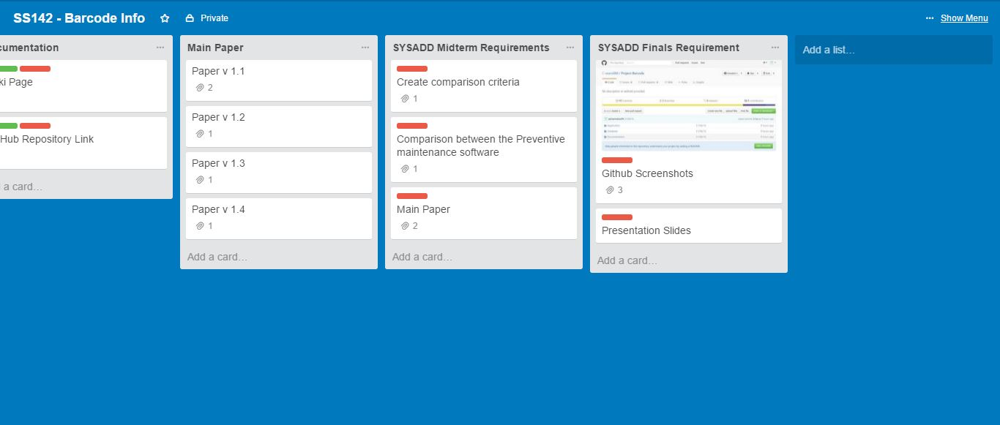 SS142 - Barcode Info
Private
Show Menu
cumentation
ki Page
Hub Repository Link
a card…
Main Paper
Paper v 1.1
2
Paper v 1.2
1
Paper v 1.3
1
Paper v 1.4
1
Add a card…
SYSADD Midterm Requirements
Create comparison criteria
1
Comparison between the Preventive
maintenance software
1
Main Paper
2
Add a card…
SYSADD Finals Requirement
Github Screenshots
3
Presentation Slides
Add a card…
Add a list…